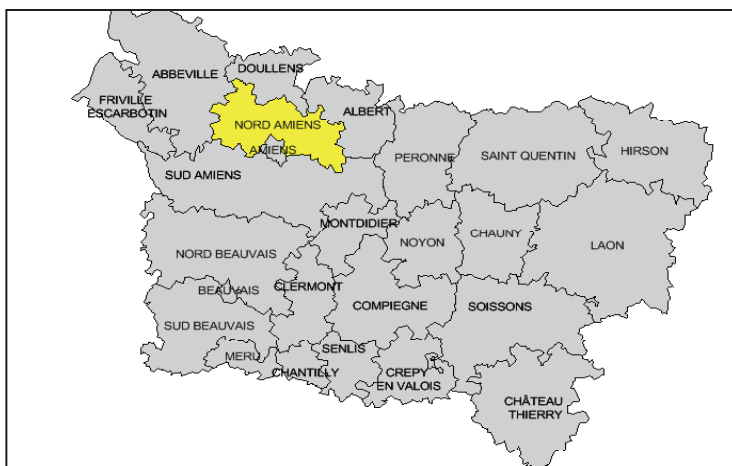 DOULLENS
ABBEVILLE
FRIVILLE
ESCARBOTIN
ALBERT
NORD AMIENS
AMIENS
PERONNE
SAINT QUENTIN
HIRSON
SUD AMIENS
MONTDIDIER
NOYON
CHAUNY
LAON
NORD BEAUVAIS
BEAUVAIS
CLERMONT
COMPIEGNE
SOISSONS
SUD BEAUVAIS
MERU
SENLIS
CHANTILLY
CREPY
EN VALOIS
CHÂTEAU
THIERRY